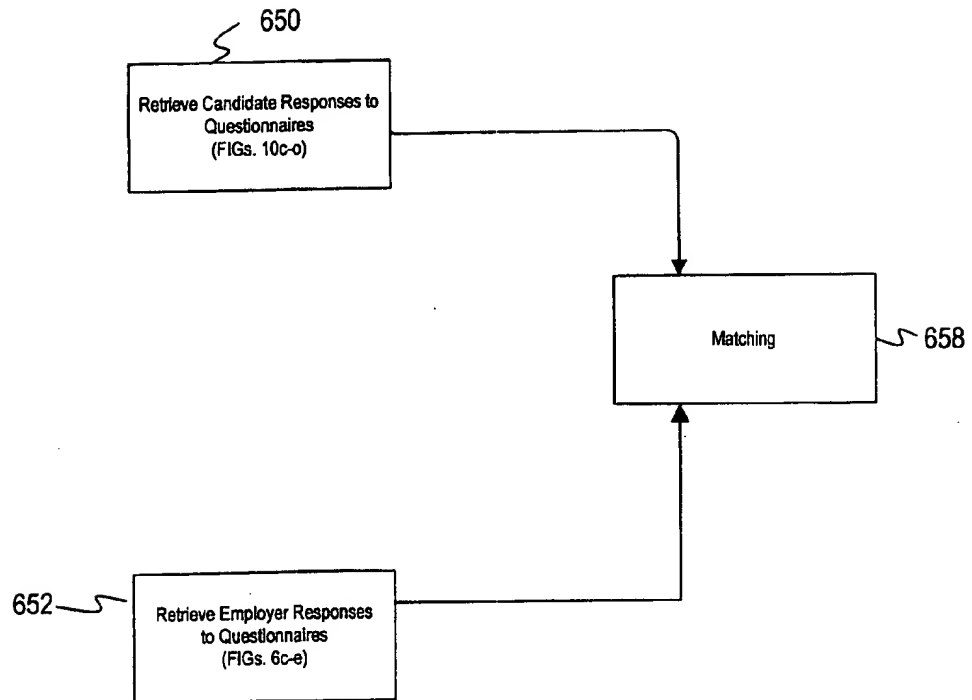 650
Retrieve Candidate Responses to
Questionnaires
(FIGs. 10c-o)
Matching
658
652
Retrieve Employer Responses
to Questionnaires
(FIGs. 6c-e)